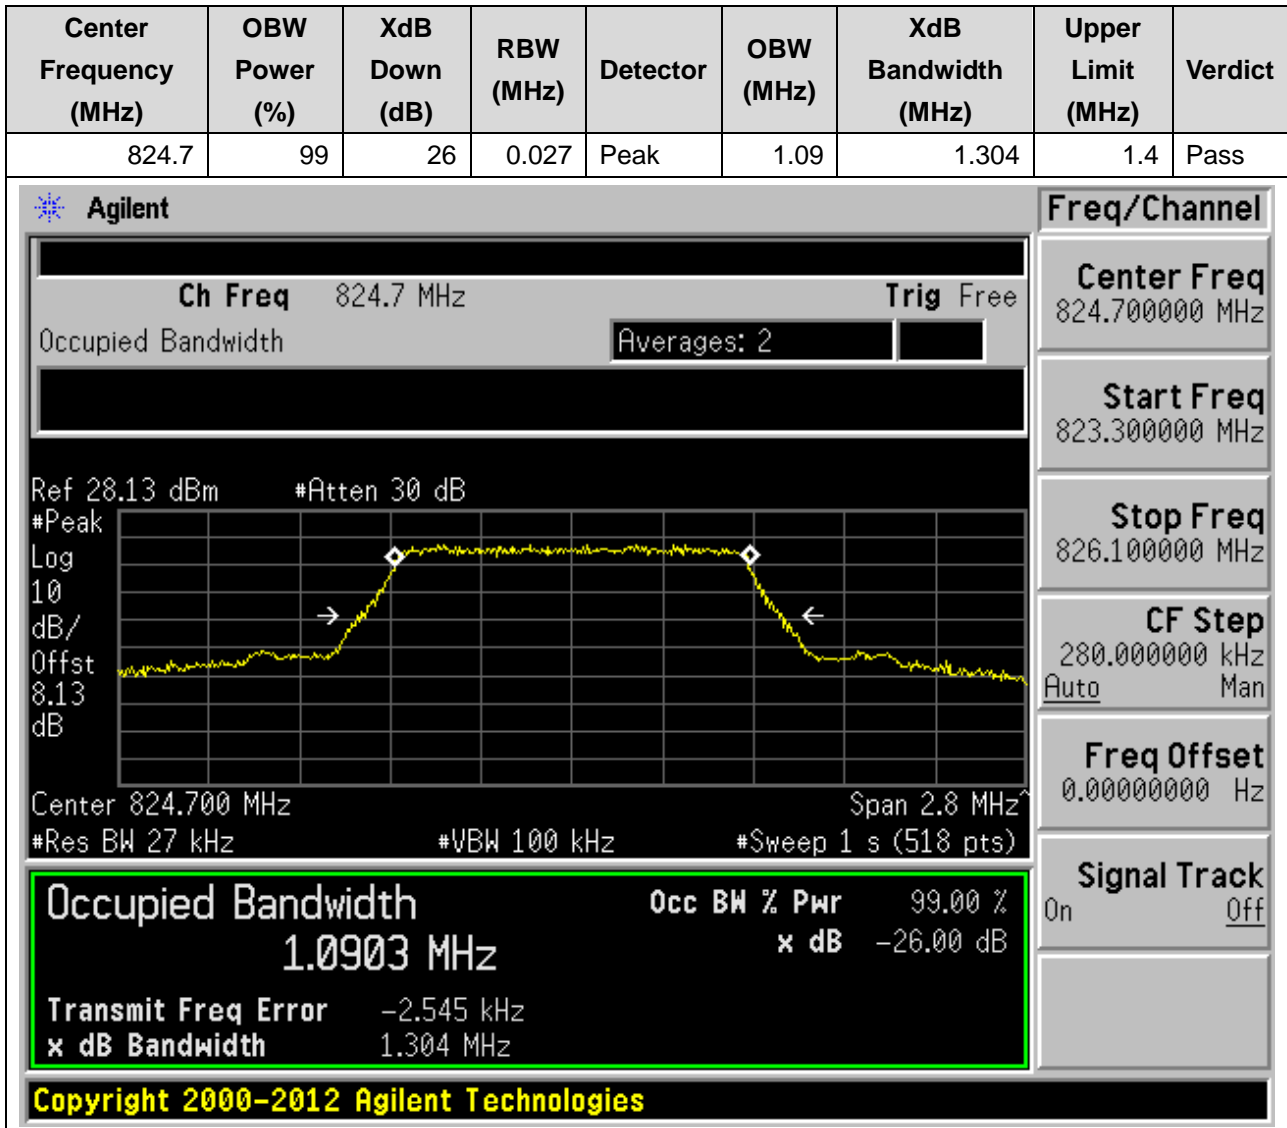 Center Frequency (MHz) OBW Power (%) XdB Down (dB) RBW (MHz) Detector OBW (MHz) XdB Bandwidth (MHz) Upper Limit (MHz) Verdict
824.7 99 26 0.027 Peak 1.09 1.304 1.4 Pass
Agilent
Freq/Channel
Ch Freq 824.7 MHz Trig Free
Occupied Bandwidth Averages: 2
Center Freq
824.700000 MHz
Start Freq
823.300000 MHz
Stop Freq
826.100000 MHz
CF Step
280.000000 kHz
Auto Man
Freq Offset
0.00000000 Hz
Signal Track
On Off
Ref 28.13 dBm #Atten 30 dB
#Peak
Log
10
dB/
Offst
8.13
dB
Center 824.700 MHz Span 2.8 MHz^
#Res BW 27 kHz #VBW 100 kHz #Sweep 1 s (518 pts)
Occupied Bandwidth Occ BW % Pwr 99.00 %
1.0903 MHz x dB -26.00 dB
Transmit Freq Error -2.545 kHz
x dB Bandwidth 1.304 MHz
Copyright 2000-2012 Agilent Technologies